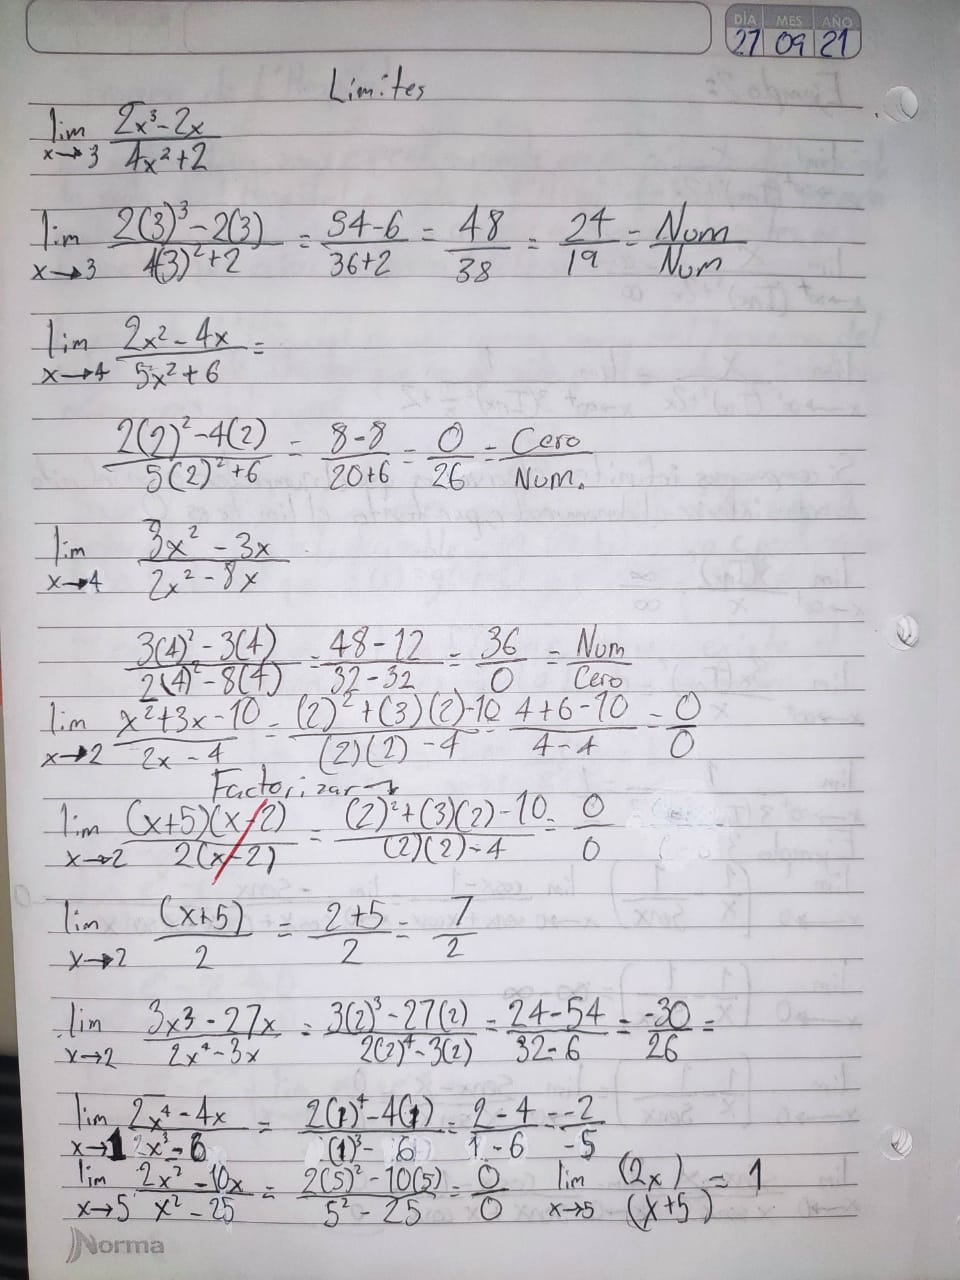 DÍA MES AÑO
27 09 21
Límites
lim x→3 (2x³-2x)/(4x²+2)
lim x→3 (2(3)³-2(3))/(4(3)²+2) = (54-6)/(36+2) = 48/38 = 24/19 = Num/Num
lim x→4 (2x²-4x)/(5x²+6) =
(2(2)²-4(2))/(5(2)²+6) = (8-8)/(20+6) = 0/26 = Cero/Num.
lim x→4 (3x²-3x)/(2x²-8x)
(3(4)²-3(4))/(2(4)²-8(4)) = (48-12)/(32-32) = 36/0 = Num/Cero
lim x→2 (x²+3x-10)/(2x-4) = ((2)²+(3)(2)-10)/((2)(2)-4) = (4+6-10)/(4-4) = 0/0
Factorizar
lim x→2 ((x+5)(x-2))/(2(x-2)) = ((2)²+(3)(2)-10)/((2)(2)-4) = 0/0
lim x→2 (x+5)/2 = (2+5)/2 = 7/2
lim x→2 (3x³-27x)/(2x⁴-3x) = (3(2)³-27(2))/(2(2)⁴-3(2)) = (24-54)/(32-6) = -30/26 =
lim x→1 (2x⁴-4x)/(2x³-6) = (2(1)⁴-4(1))/((1)³-6) = (2-4)/(1-6) = -2/-5
lim x→5 (2x²-10x)/(x²-25) = (2(5)²-10(5))/(5²-25) = 0/0 lim x→5 (2x)/(x+5) = 1
Norma